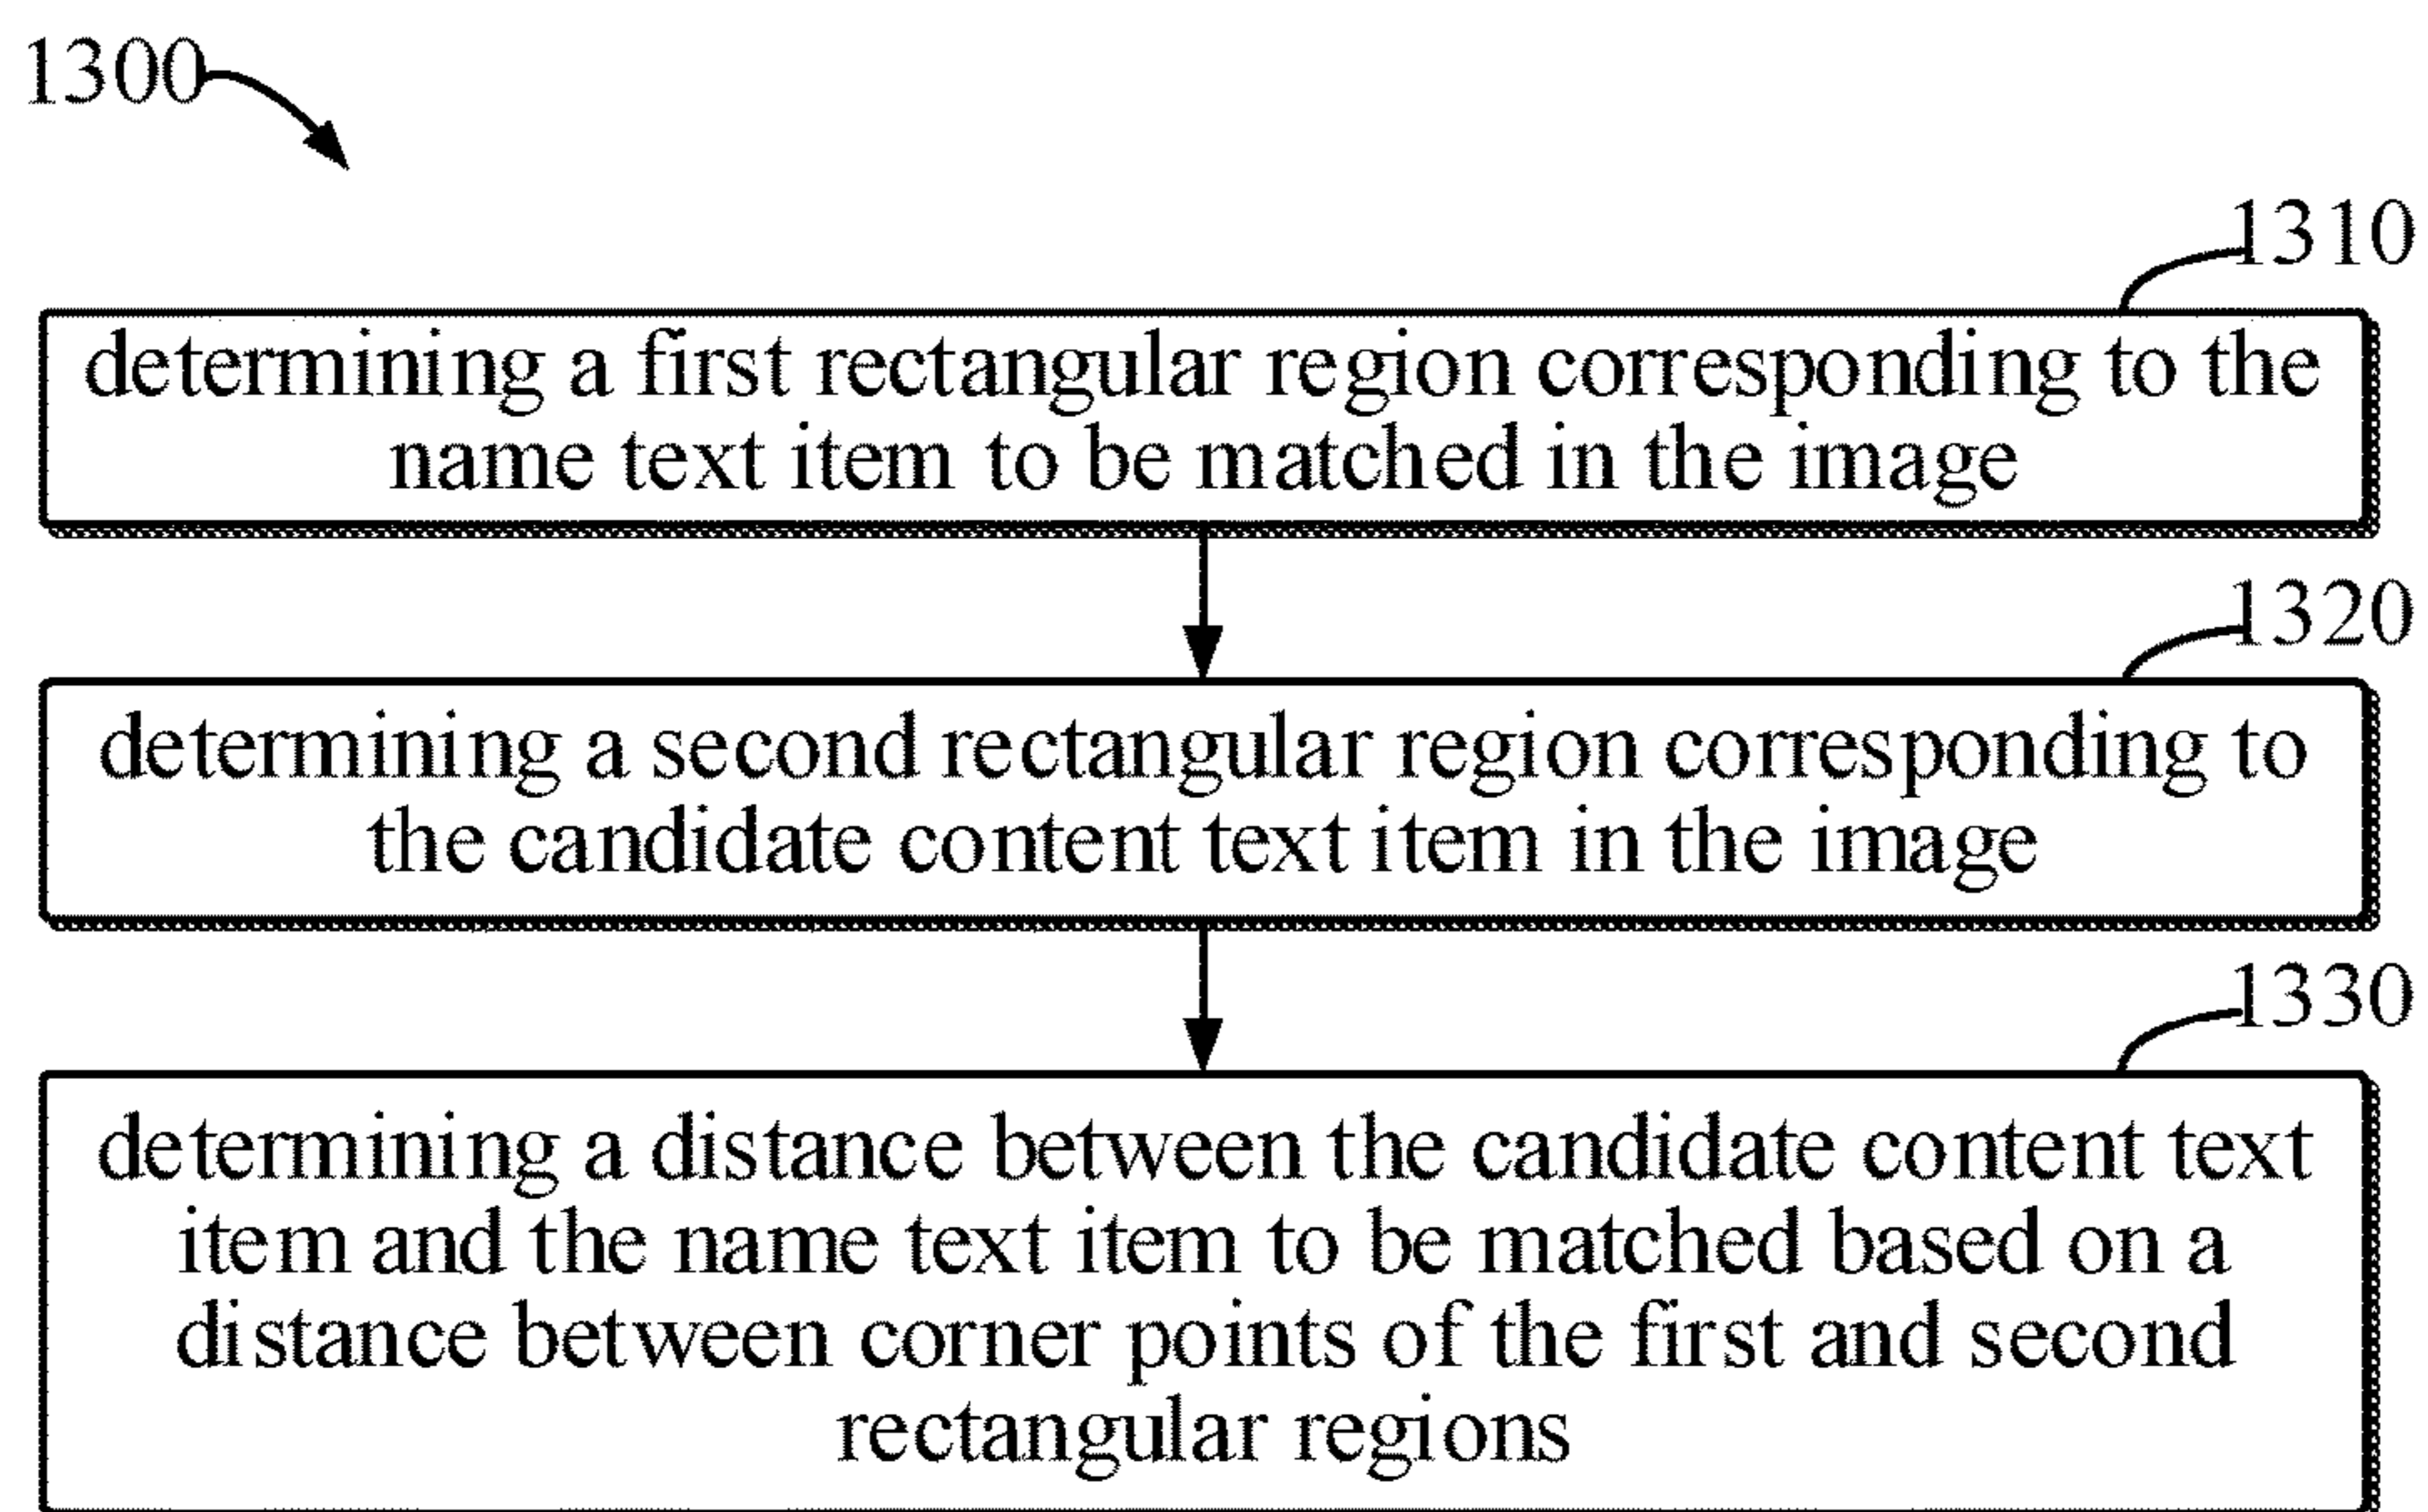 1300
1310
determining a first rectangular region corresponding to the
name text item to be matched in the image
1320
determining a second rectangular region corresponding to
the candidate content text item in the image
1330
determining a distance between the candidate content text
item and the name text item to be matched based on a
distance between corner points of the first and second
rectangular regions